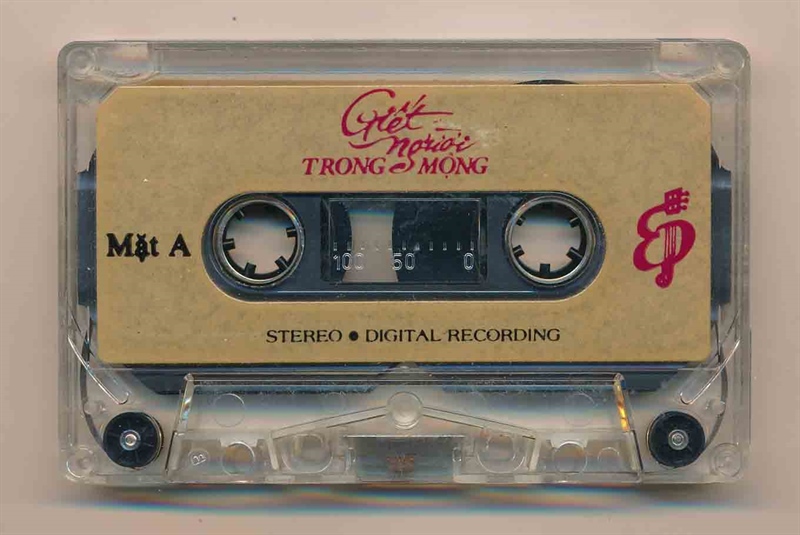 Giết
người
TRONG MỘNG
Mặt A
100 50 0
STEREO ● DIGITAL RECORDING